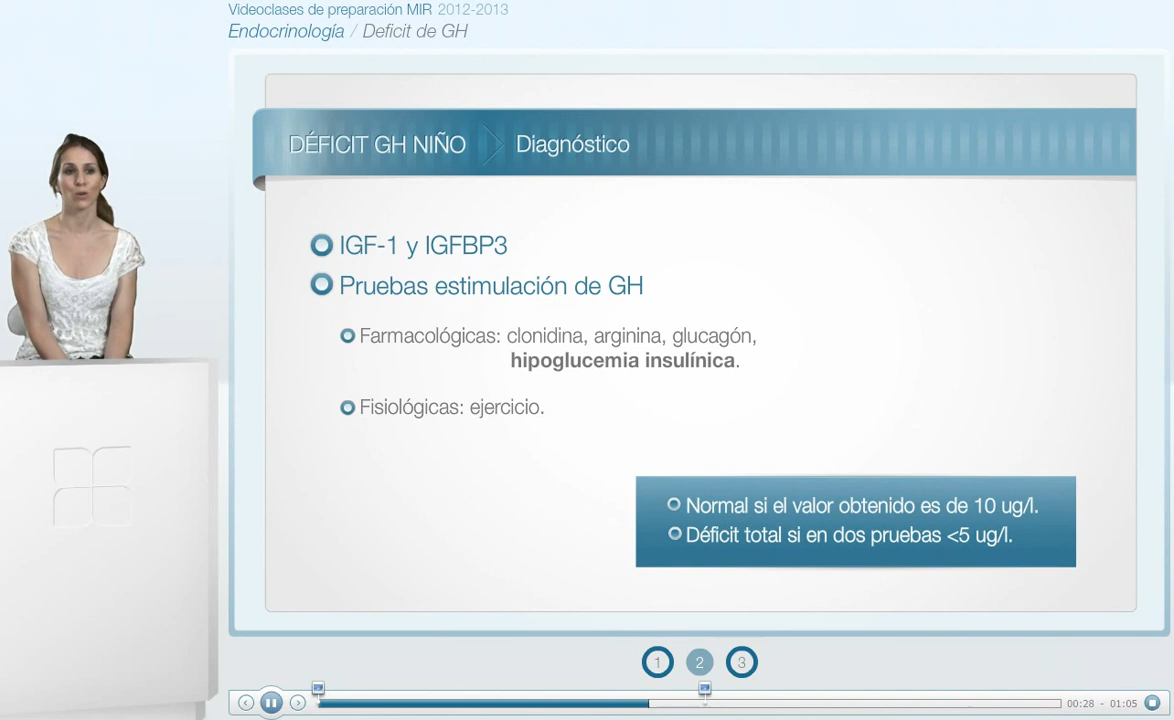 Videoclases de preparación MIR 2012-2013
Endocrinología / Deficit de GH
DÉFICIT GH NIÑO Diagnóstico
IGF-1 y IGFBP3
Pruebas estimulación de GH
Farmacológicas: clonidina, arginina, glucagón,
hipoglucemia insulínica.
Fisiológicas: ejercicio.
Normal si el valor obtenido es de 10 ug/l.
Déficit total si en dos pruebas <5 ug/l.
1 2 3
00:28 - 01:05